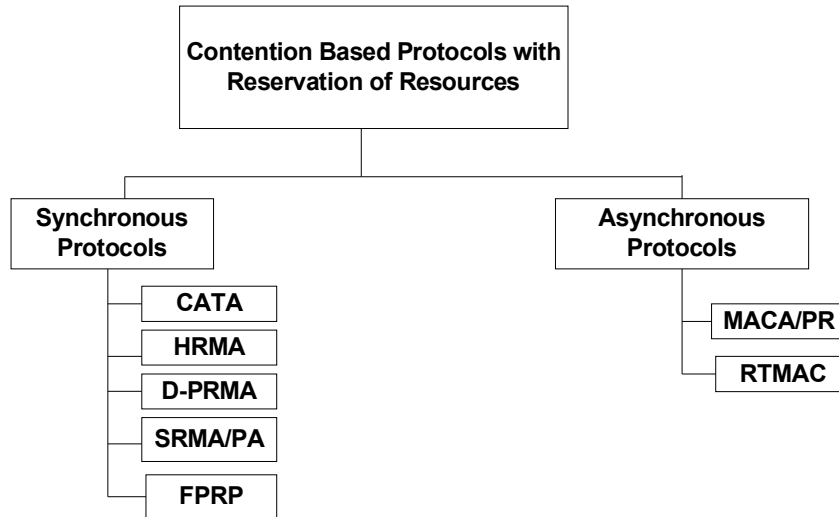 Contention Based Protocols with
Reservation of Resources
Synchronous
Protocols
Asynchronous
Protocols
CATA
HRMA
D-PRMA
SRMA/PA
FPRP
MACA/PR
RTMAC